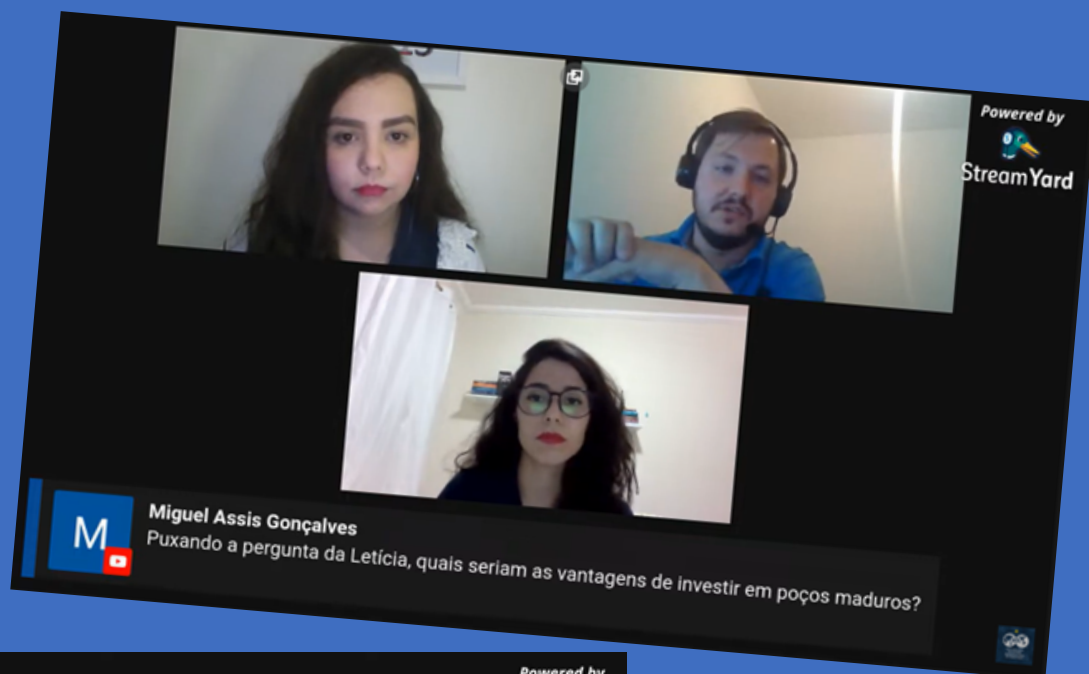 Powered by
StreamYard
M
Miguel Assis Gonçalves
Puxando a pergunta da Letícia, quais seriam as vantagens de investir em poços maduros?
Powered by